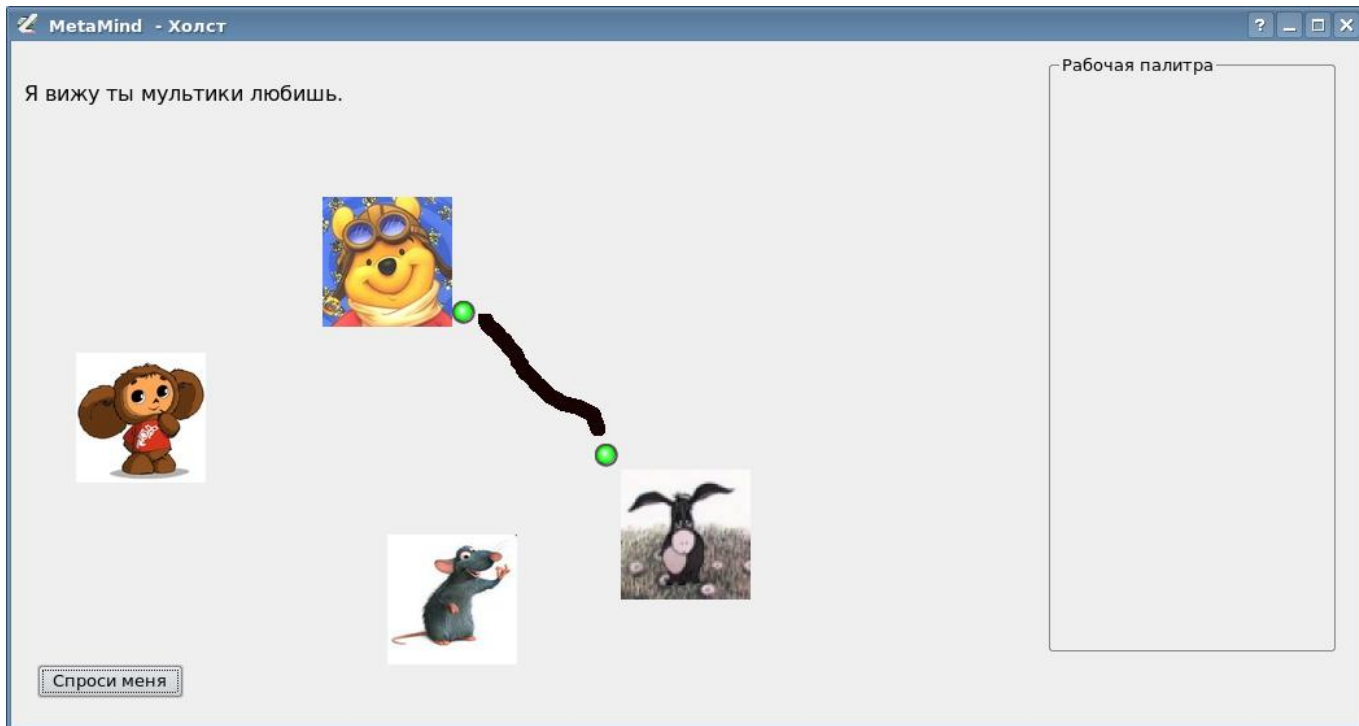 MetaMind - Холст
Рабочая палитра
Я вижу ты мультики любишь.
Спроси меня